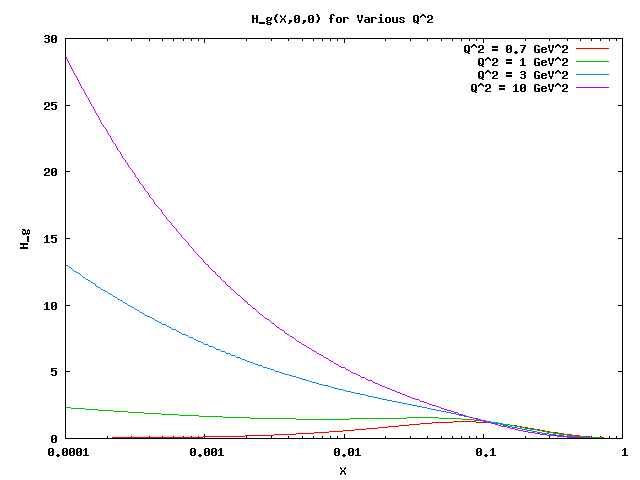 H_g(X,0,0) for Various Q^2
Q^2 = 0.7 GeV^2
Q^2 = 1 GeV^2
Q^2 = 3 GeV^2
Q^2 = 10 GeV^2
30
25
20
15
10
5
0
H_g
0.0001
0.001
0.01
0.1
1
X